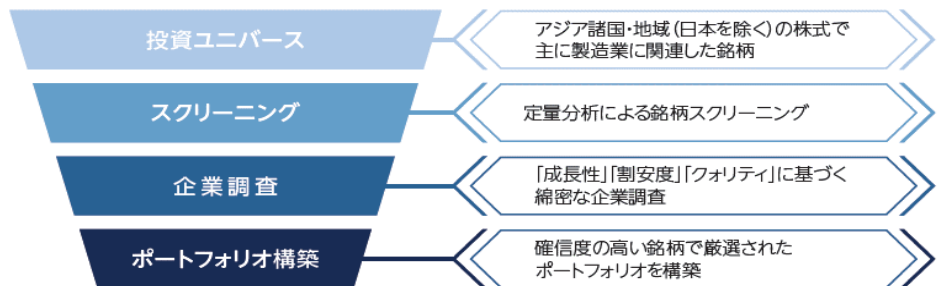 投資ユニバース
アジア諸国・地域(日本を除く)の株式で
主に製造業に関連した銘柄
スクリーニング
定量分析による銘柄スクリーニング
企業調査
「成長性」「割安度」「クォリティ」に基づく
綿密な企業調査
ポートフォリオ構築
確信度の高い銘柄で厳選された
ポートフォリオを構築